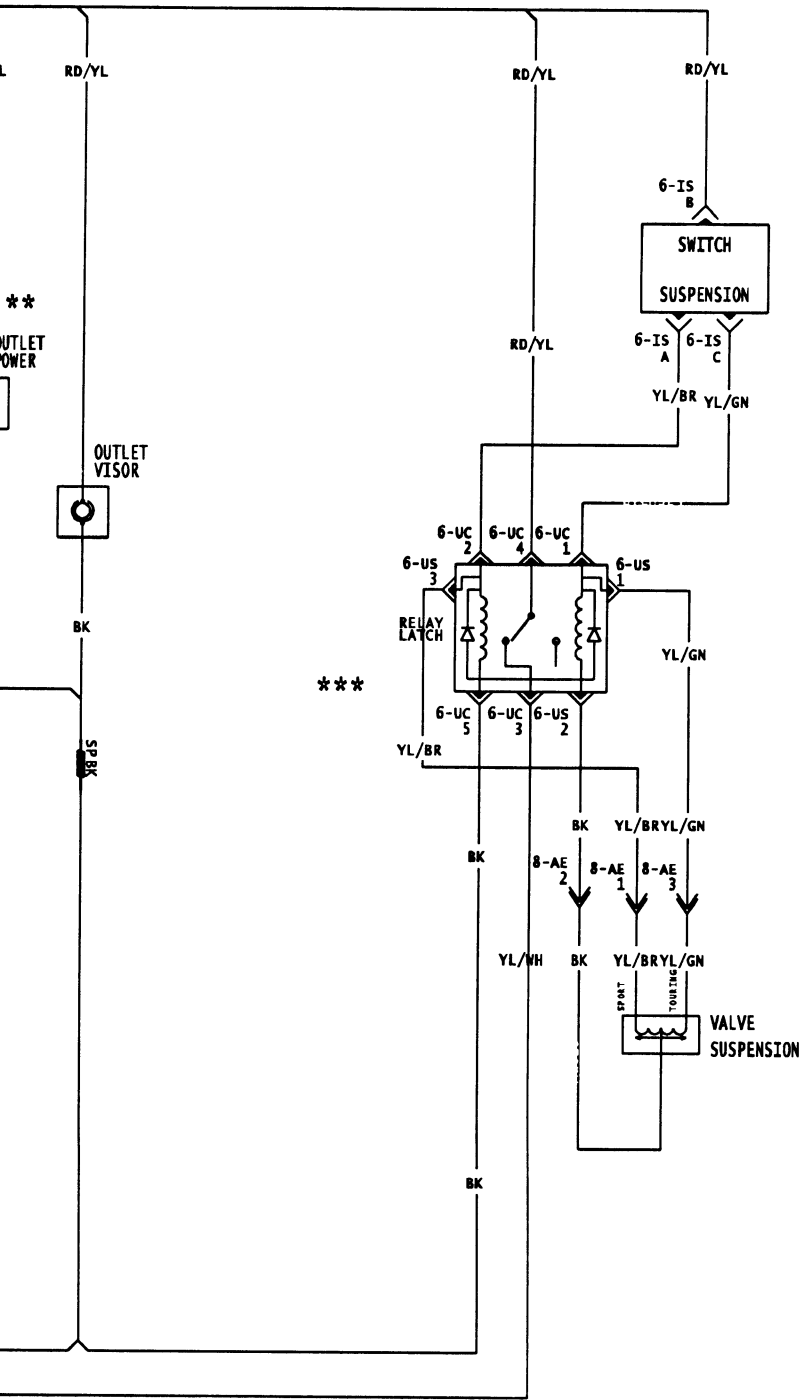 L
RD/YL
RD/YL
RD/YL
6-IS
B
SWITCH
SUSPENSION
**
OUTLET
POWER
RD/YL
6-IS
A
6-IS
C
YL/BR
YL/GN
OUTLET
VISOR
6-UC
2
6-UC
4
6-UC
1
6-US
3
6-US
1
BK
RELAY
LATCH
YL/GN
***
6-UC
5
6-UC
3
6-US
2
SPBK
YL/BR
BK
YL/BR
YL/GN
BK
8-AE
2
8-AE
1
8-AE
3
YL/WH
BK
YL/BR
YL/GN
SPORT
TOURING
VALVE
SUSPENSION
BK